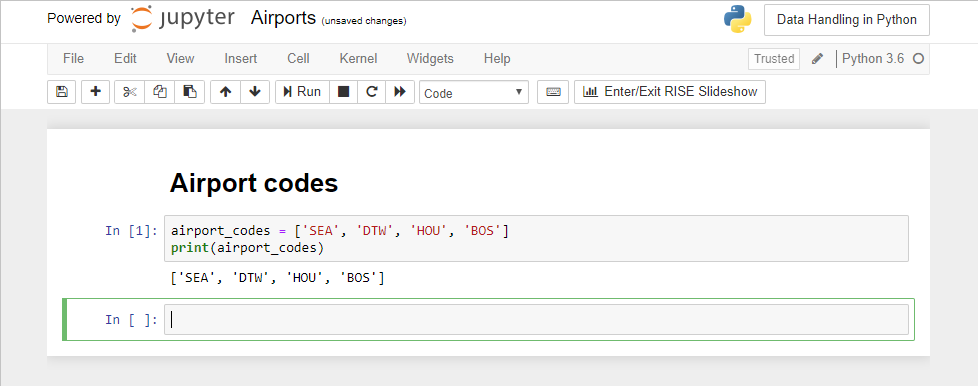 Powered by jupyter Airports (unsaved changes) Data Handling in Python
File Edit View Insert Cell Kernel Widgets Help Trusted Python 3.6
Run Code Enter/Exit RISE Slideshow
Airport codes
In [1]: airport_codes = ['SEA', 'DTW', 'HOU', 'BOS']
print(airport_codes)
['SEA', 'DTW', 'HOU', 'BOS']
In [ ]: